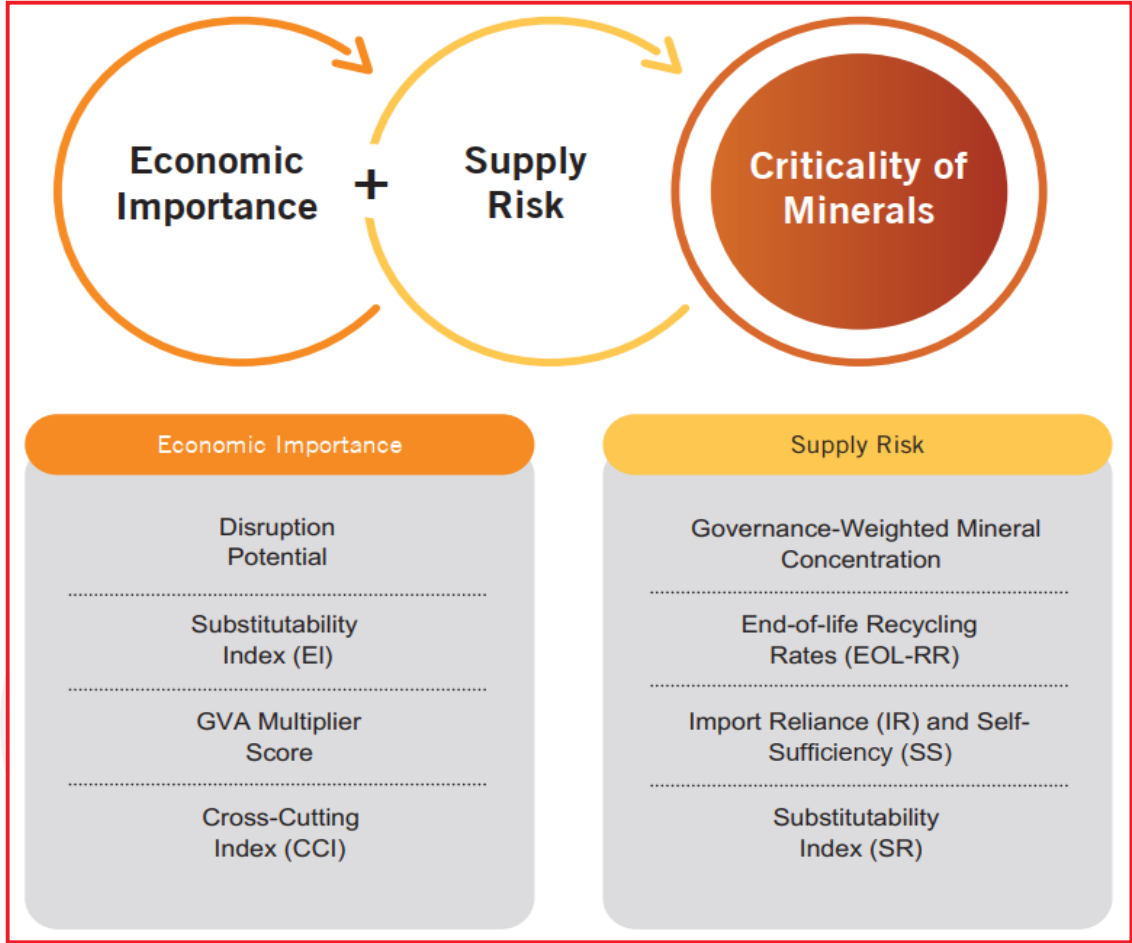 Economic
Importance
+
Supply
Risk
Criticality of
Minerals
Economic Importance
Disruption
Potential
Substitutability
Index (EI)
GVA Multiplier
Score
Cross-Cutting
Index (CCI)
Supply Risk
Governance-Weighted Mineral
Concentration
End-of-life Recycling
Rates (EOL-RR)
Import Reliance (IR) and Self-
Sufficiency (SS)
Substitutability
Index (SR)